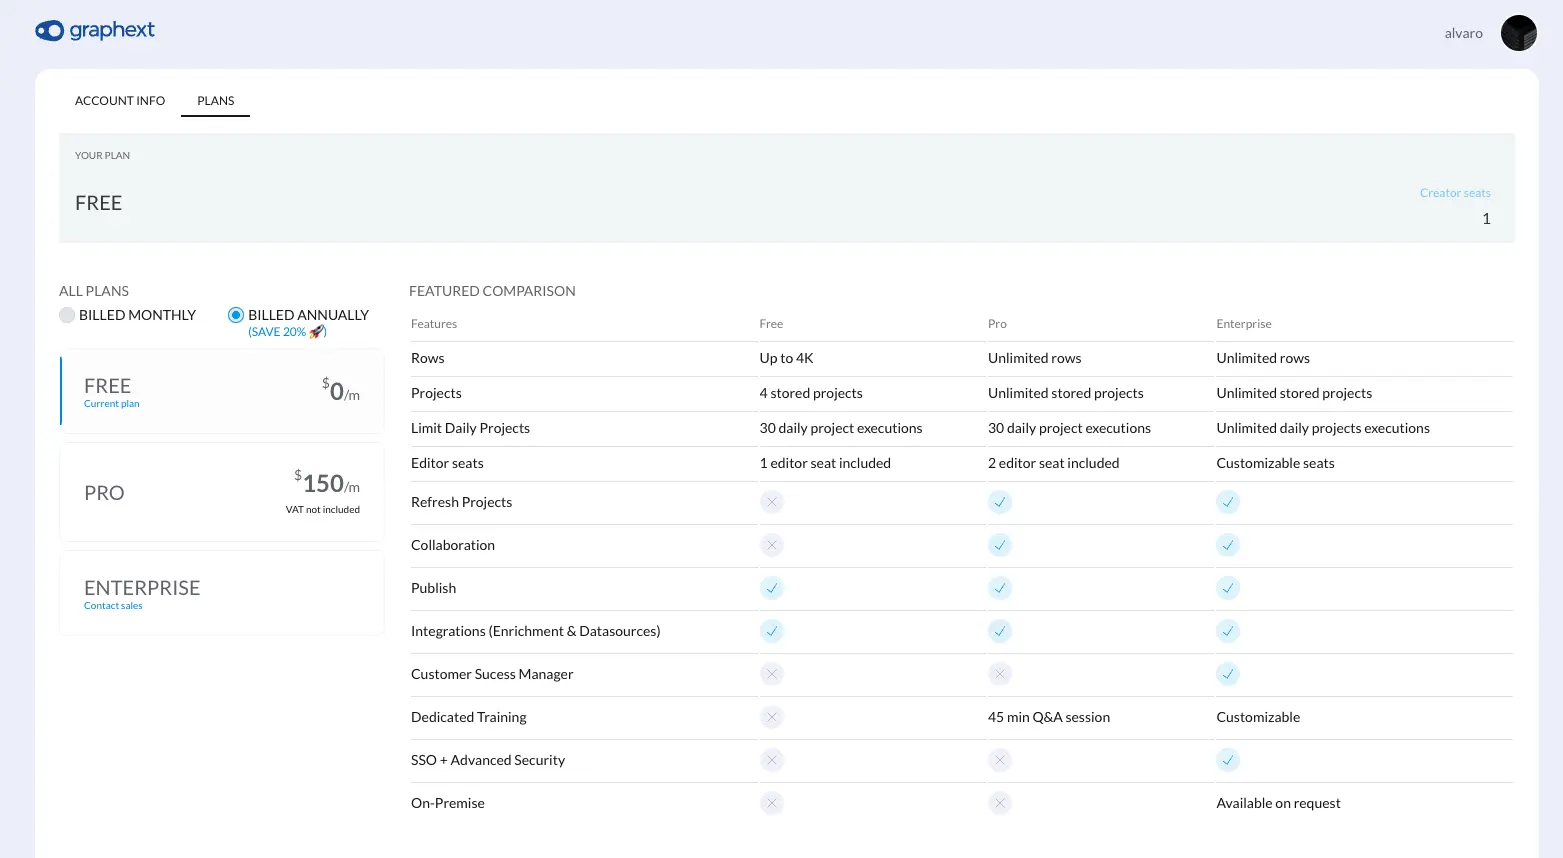 graphext
alvaro
ACCOUNT INFO PLANS
YOUR PLAN
FREE
Creator seats
1
ALL PLANS
BILLED MONTHLY BILLED ANNUALLY
(SAVE 20% 🚀)
FREE
Current plan
$0/m
PRO
$150/m
VAT not included
ENTERPRISE
Contact sales
FEATURED COMPARISON
Features Free Pro Enterprise
Rows Up to 4K Unlimited rows Unlimited rows
Projects 4 stored projects Unlimited stored projects Unlimited stored projects
Limit Daily Projects 30 daily project executions 30 daily project executions Unlimited daily projects executions
Editor seats 1 editor seat included 2 editor seat included Customizable seats
Refresh Projects
Collaboration
Publish
Integrations (Enrichment & Datasources)
Customer Sucess Manager
Dedicated Training 45 min Q&A session Customizable
SSO + Advanced Security
On-Premise Available on request